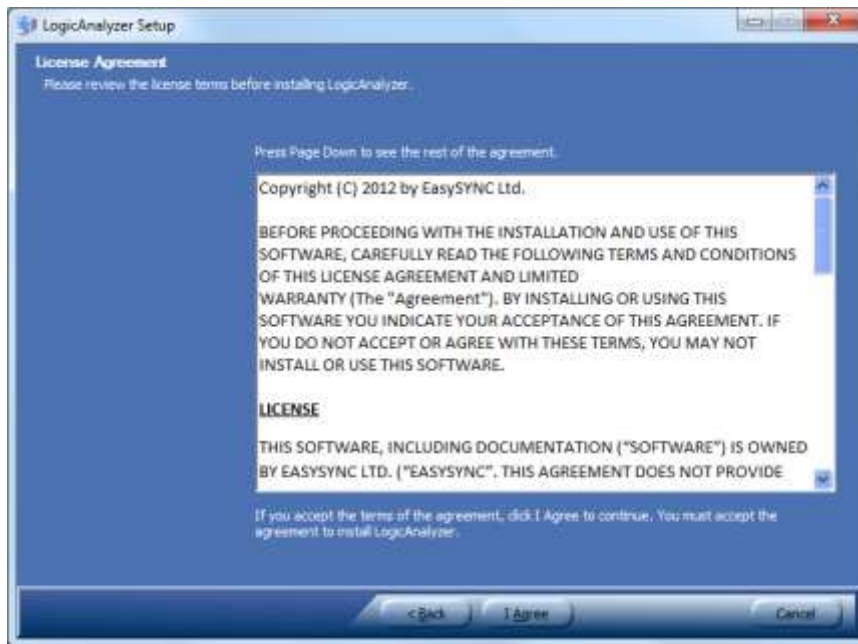 LogicAnalyzer Setup
License Agreement
Please review the license terms before installing LogicAnalyzer.
Press Page Down to see the rest of the agreement.
Copyright (C) 2012 by EasySYNC Ltd.
BEFORE PROCEEDING WITH THE INSTALLATION AND USE OF THIS
SOFTWARE, CAREFULLY READ THE FOLLOWING TERMS AND CONDITIONS
OF THIS LICENSE AGREEMENT AND LIMITED
WARRANTY (The "Agreement"). BY INSTALLING OR USING THIS
SOFTWARE YOU INDICATE YOUR ACCEPTANCE OF THIS AGREEMENT. IF
YOU DO NOT ACCEPT OR AGREE WITH THESE TERMS, YOU MAY NOT
INSTALL OR USE THIS SOFTWARE.
LICENSE
THIS SOFTWARE, INCLUDING DOCUMENTATION (“SOFTWARE”) IS OWNED
BY EASYSYNC LTD. (“EASYSYNC”. THIS AGREEMENT DOES NOT PROVIDE
If you accept the terms of the agreement, click I Agree to continue. You must accept the
agreement to install LogicAnalyzer.
< Back I Agree Cancel